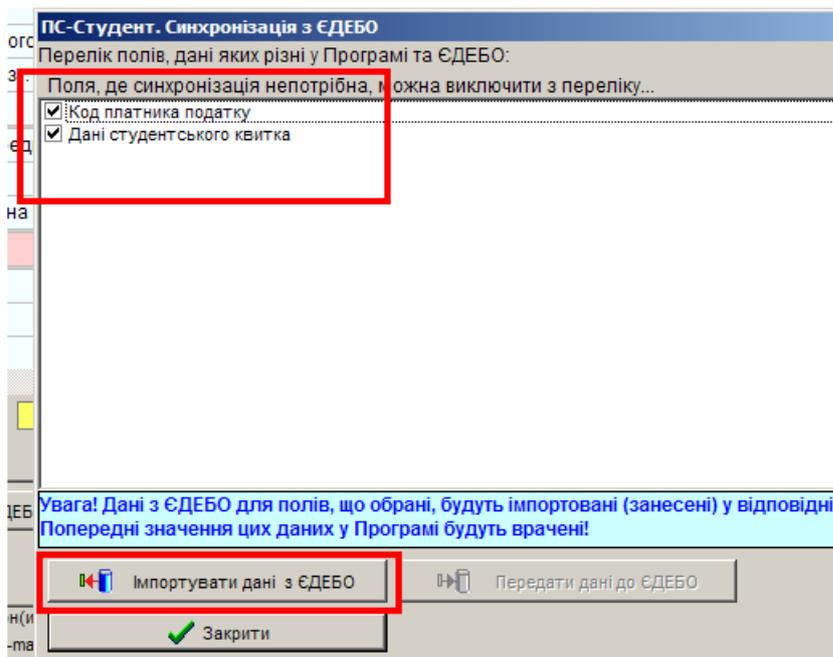 ПС-Студент. Синхронізація з ЄДЕБО
Перелік полів, дані яких різні у Програмі та ЄДЕБО:
Поля, де синхронізація непотрібна, можна виключити з переліку...
Код платника податку
Дані студентського квитка
на
Увага! Дані з ЄДЕБО для полів, що обрані, будуть імпортовані (занесені) у відповідні
Попередні значення цих даних у Програмі будуть врачені!
Імпортувати дані з ЄДЕБО
Передати дані до ЄДЕБО
Закрити